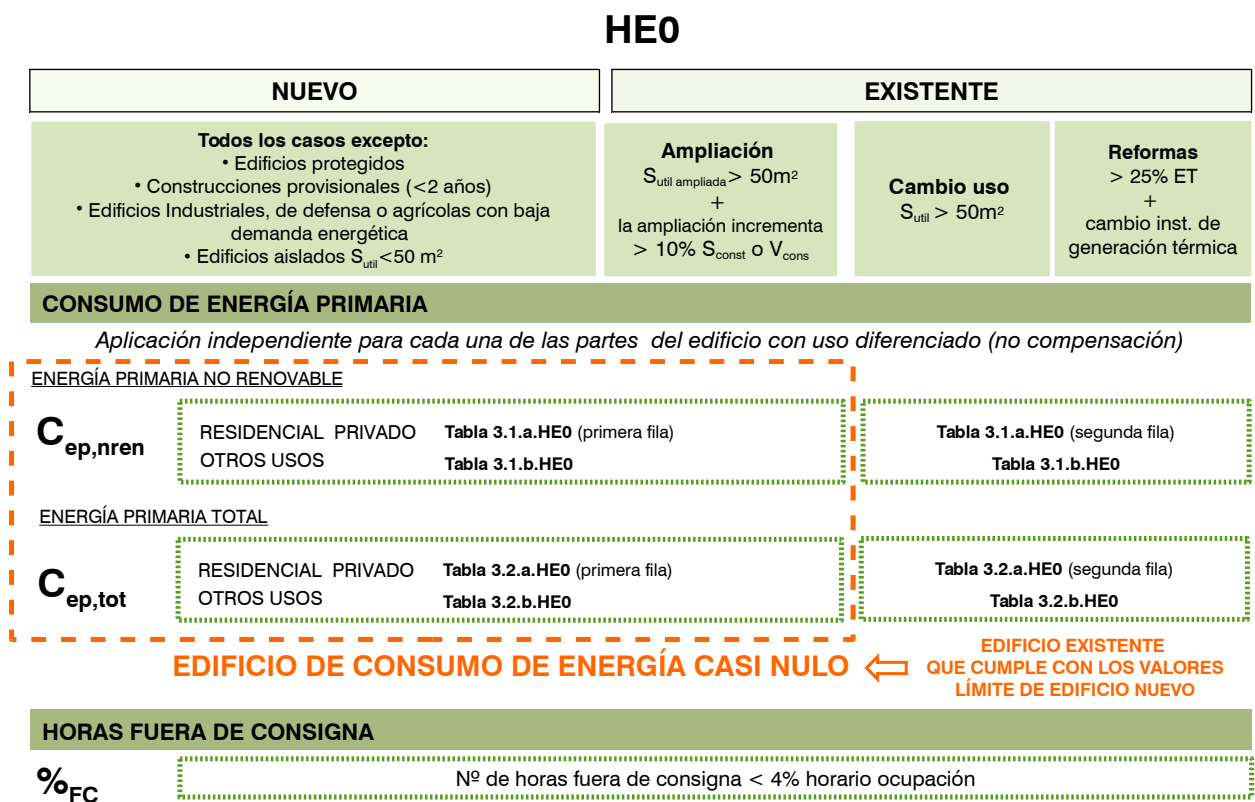 HE0
NUEVO
EXISTENTE
Todos los casos excepto:
• Edificios protegidos
• Construcciones provisionales (<2 años)
• Edificios Industriales, de defensa o agrícolas con baja
demanda energética
• Edificios aislados Sutil<50 m²
Ampliación
Sutil ampliada> 50m²
+
la ampliación incrementa
> 10% Sconst o Vcons
Cambio uso
Sutil > 50m²
Reformas
> 25% ET
+
cambio inst. de
generación térmica
CONSUMO DE ENERGÍA PRIMARIA
Aplicación independiente para cada una de las partes del edificio con uso diferenciado (no compensación)
ENERGÍA PRIMARIA NO RENOVABLE
Cep,nren
RESIDENCIAL PRIVADO Tabla 3.1.a.HE0 (primera fila)
OTROS USOS Tabla 3.1.b.HE0
Tabla 3.1.a.HE0 (segunda fila)
Tabla 3.1.b.HE0
ENERGÍA PRIMARIA TOTAL
Cep,tot
RESIDENCIAL PRIVADO Tabla 3.2.a.HE0 (primera fila)
OTROS USOS Tabla 3.2.b.HE0
Tabla 3.2.a.HE0 (segunda fila)
Tabla 3.2.b.HE0
EDIFICIO DE CONSUMO DE ENERGÍA CASI NULO
EDIFICIO EXISTENTE
QUE CUMPLE CON LOS VALORES
LÍMITE DE EDIFICIO NUEVO
HORAS FUERA DE CONSIGNA
%FC
Nº de horas fuera de consigna < 4% horario ocupación